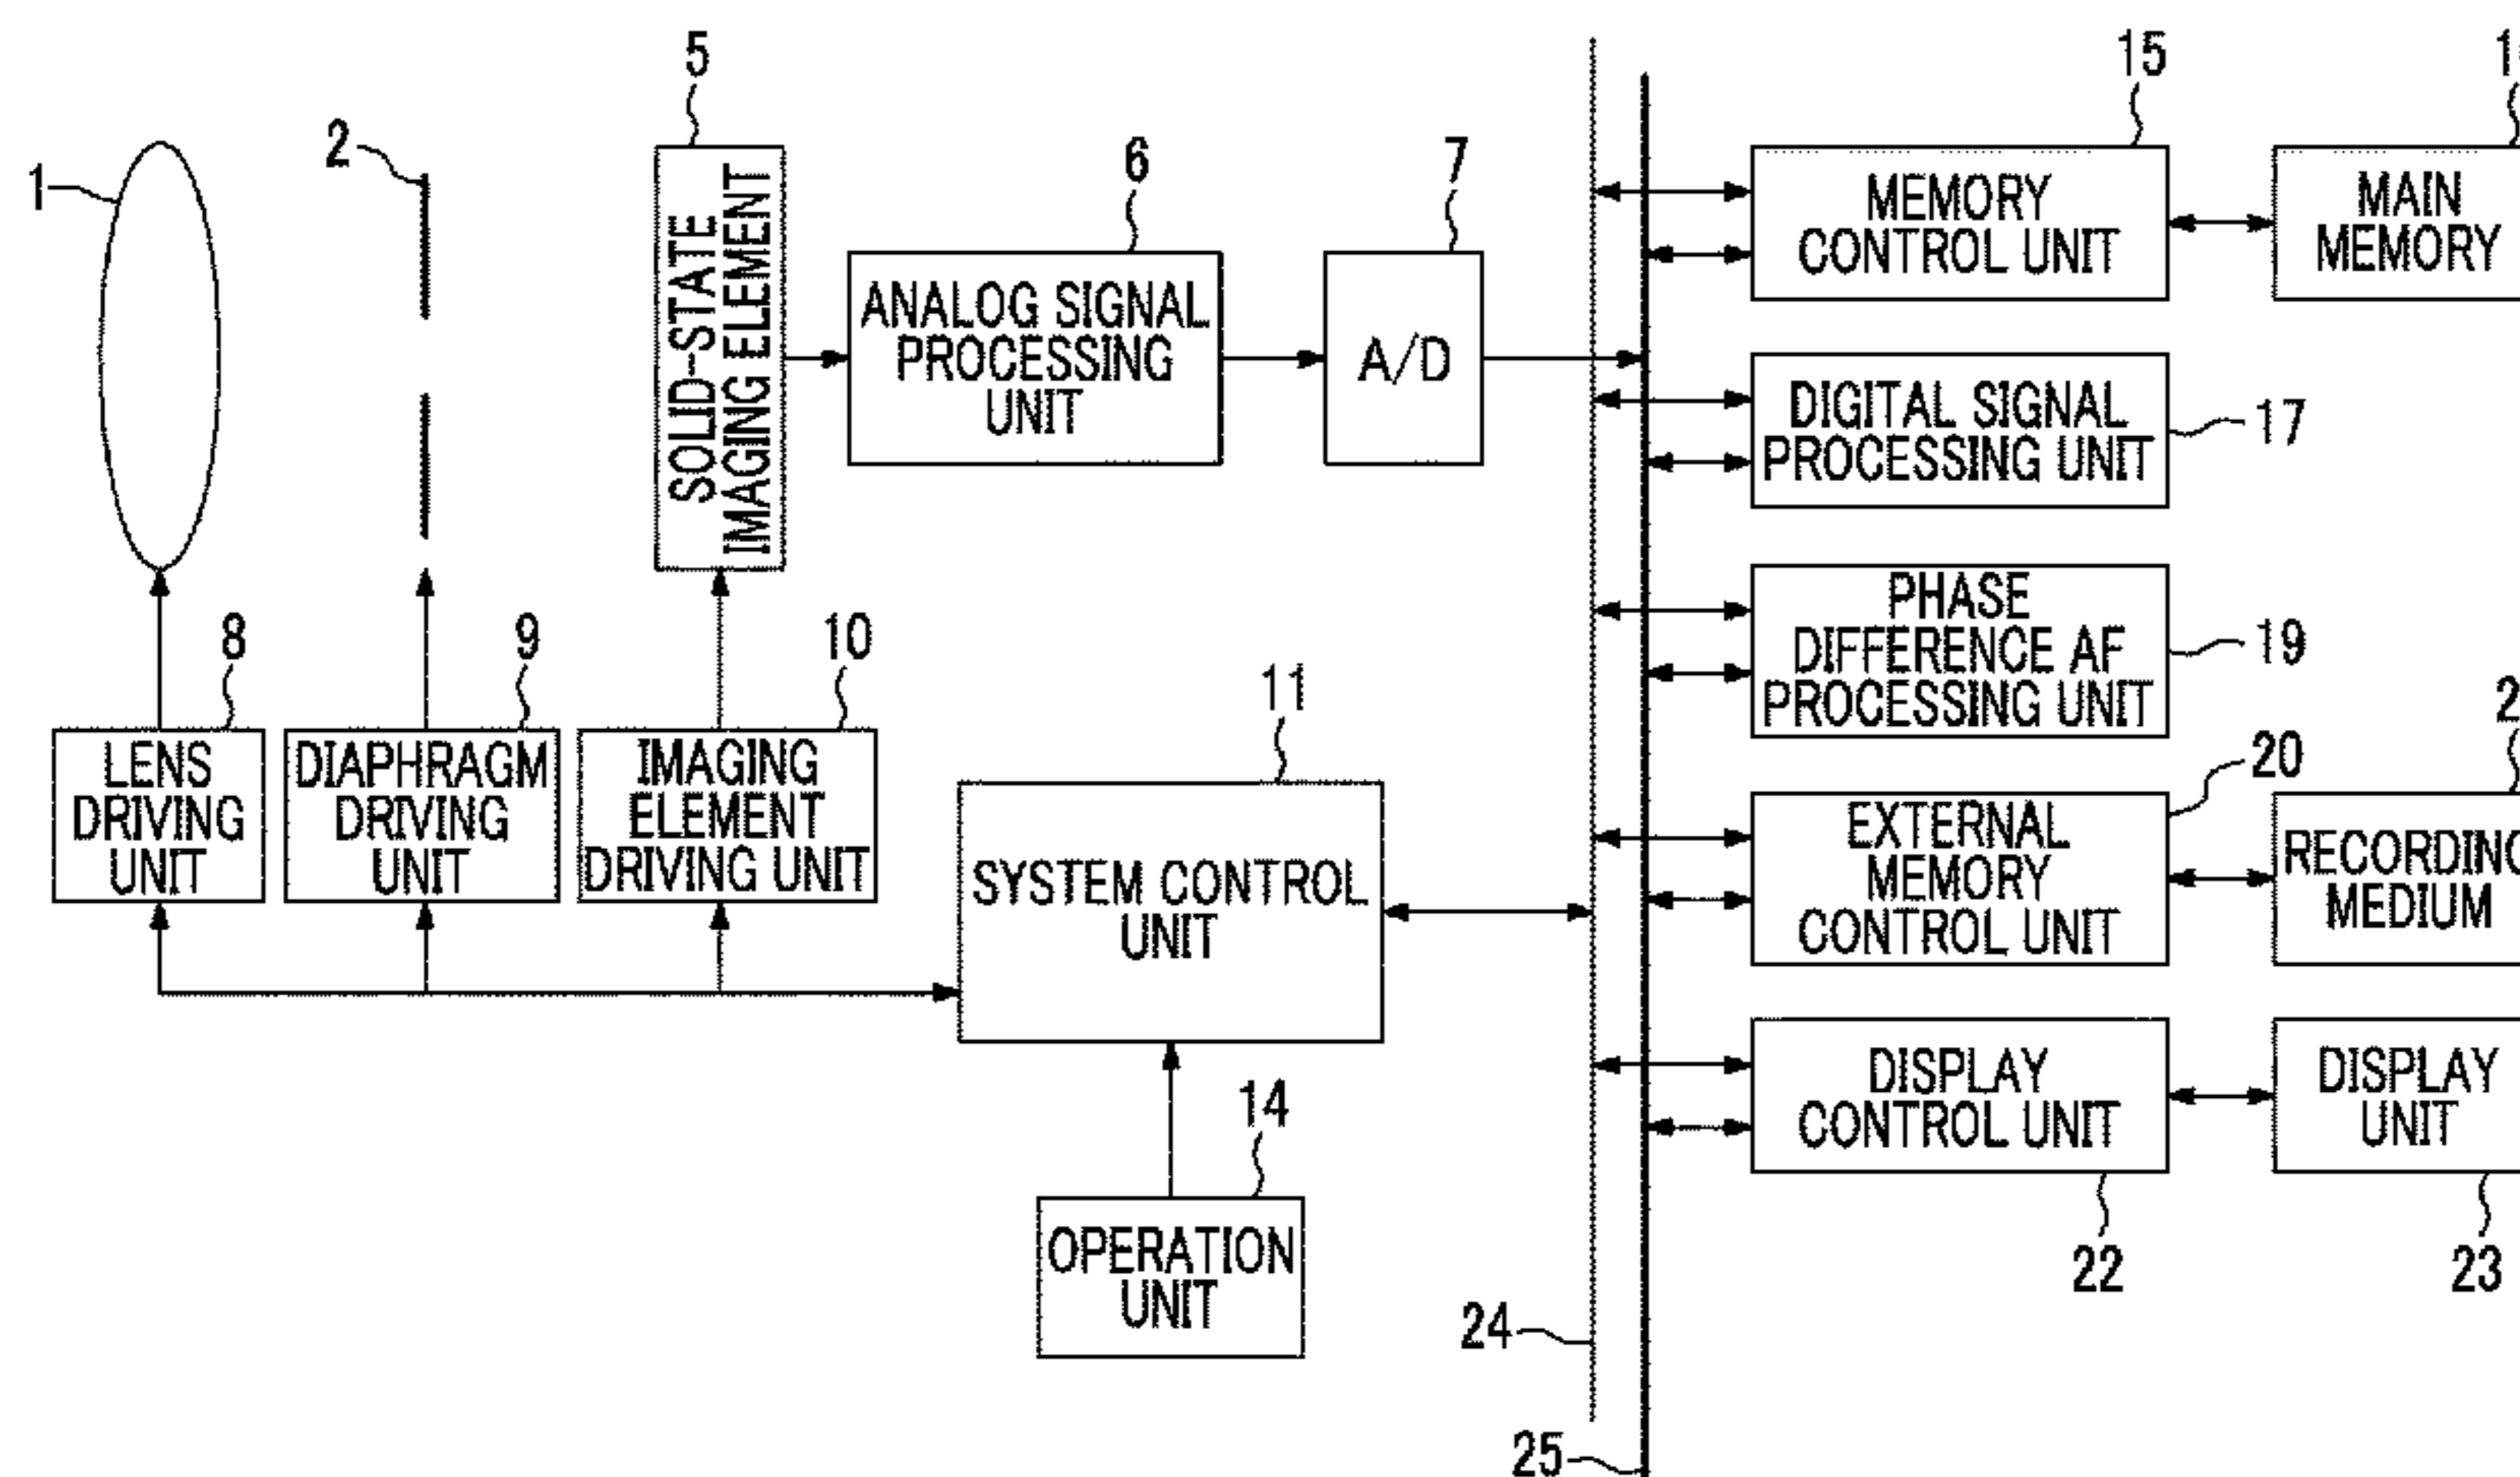 1
2
5
SOLID-STATE
IMAGING ELEMENT
6
ANALOG SIGNAL
PROCESSING
UNIT
7
A/D
8
LENS
DRIVING
UNIT
9
DIAPHRAGM
DRIVING
UNIT
10
IMAGING
ELEMENT
DRIVING UNIT
11
SYSTEM CONTROL
UNIT
14
OPERATION
UNIT
24
25
15
MEMORY
CONTROL UNIT
MAIN
MEMORY
DIGITAL SIGNAL
PROCESSING UNIT
17
PHASE
DIFFERENCE AF
PROCESSING UNIT
19
20
EXTERNAL
MEMORY
CONTROL UNIT
RECORDING
MEDIUM
DISPLAY
CONTROL UNIT
22
DISPLAY
UNIT
23